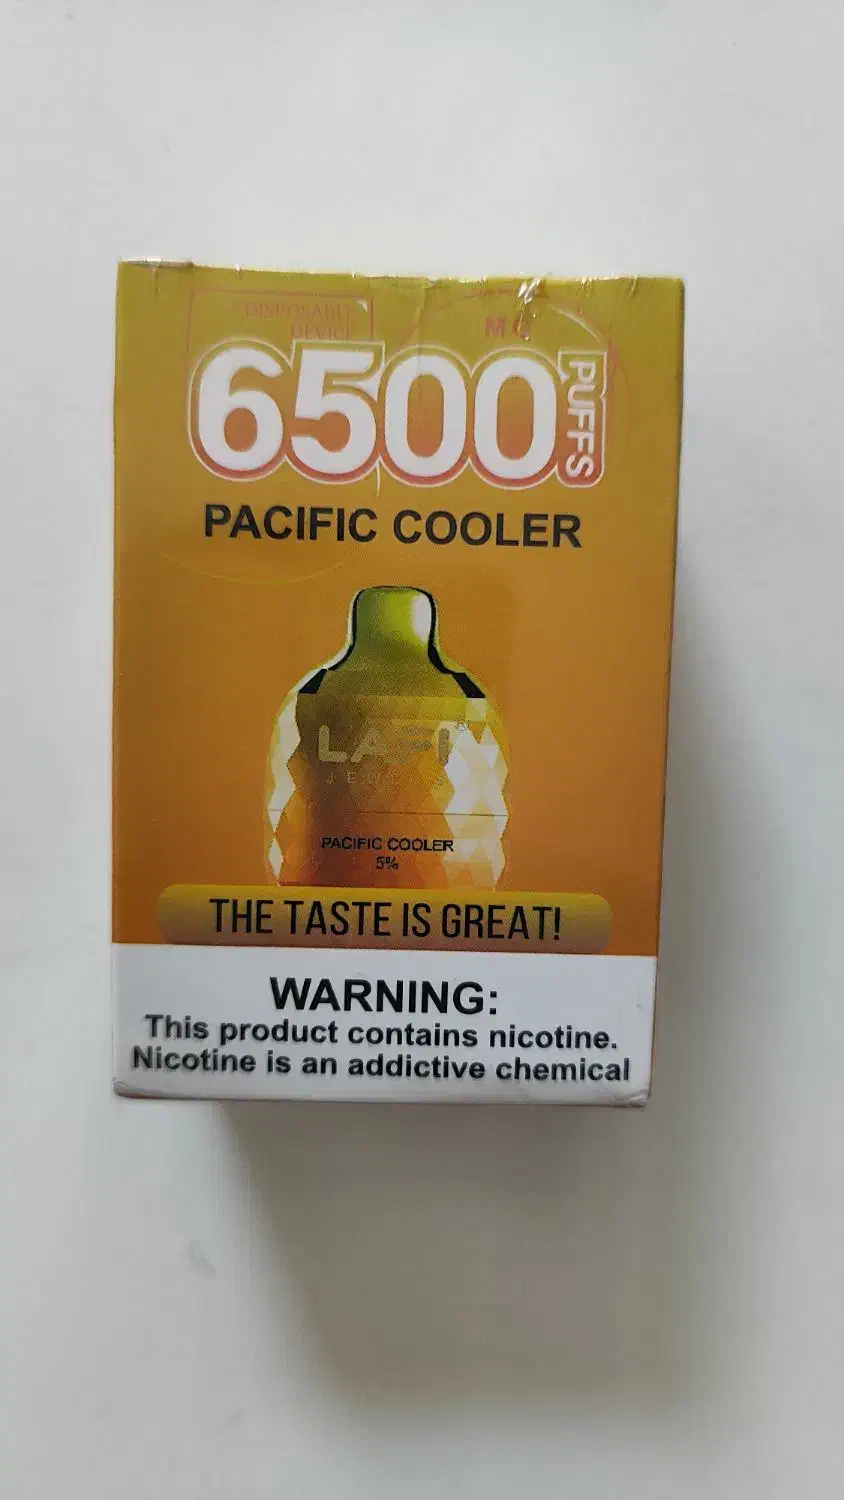 DISPOSABLE
DEVICE
6500
PUFFS
PACIFIC COOLER
LAFI
PACIFIC COOLER
5%
THE TASTE IS GREAT!
WARNING:
This product contains nicotine.
Nicotine is an addictive chemical